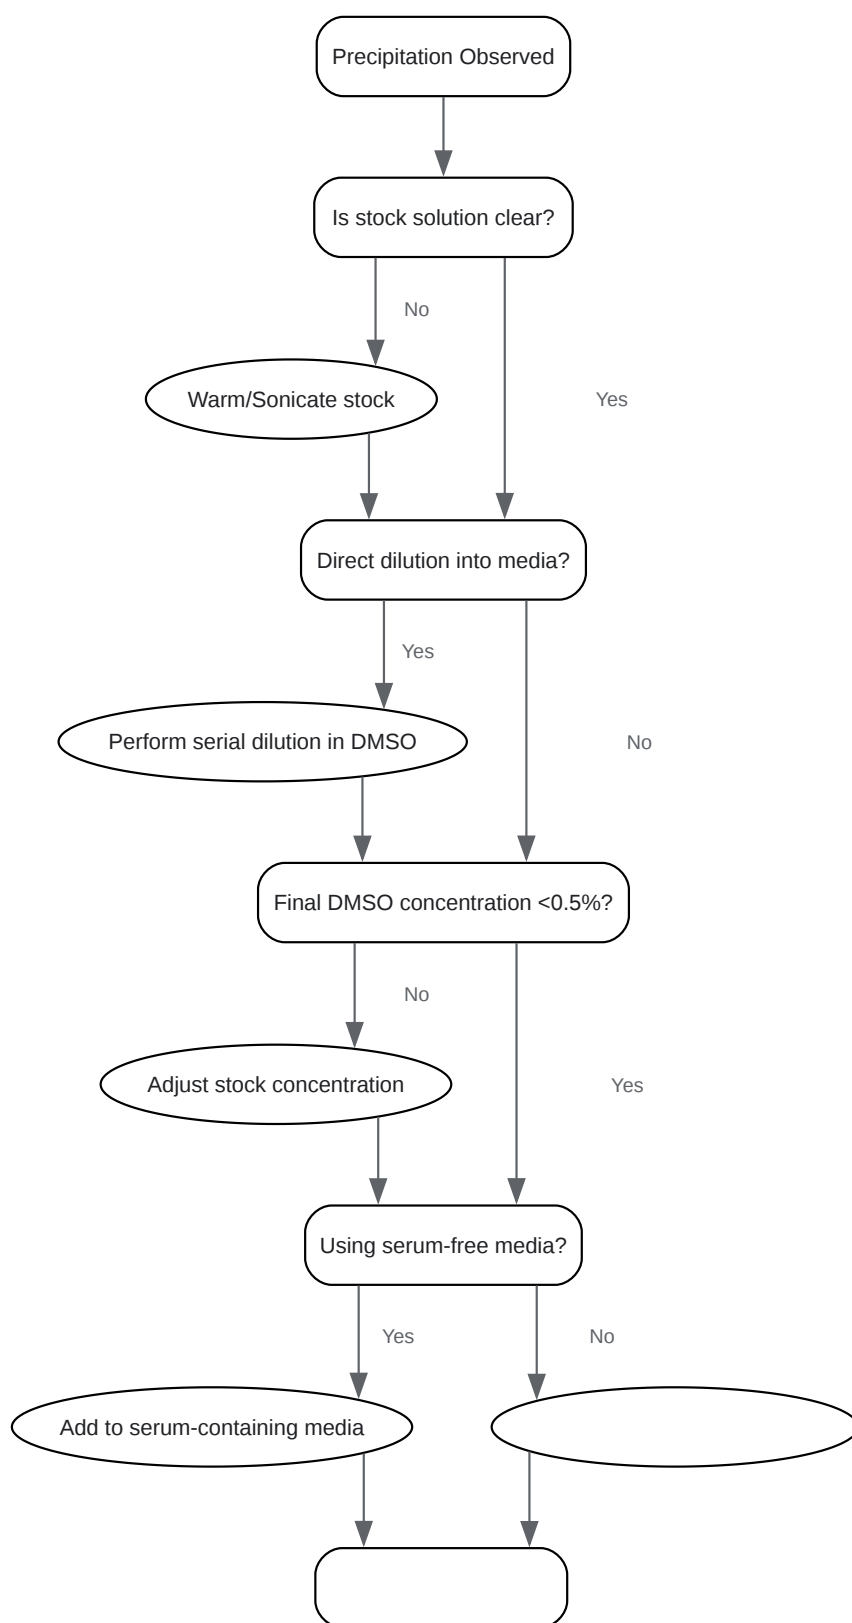 Precipitation Observed
Is stock solution clear?
No
Warm/Sonicate stock
Yes
Direct dilution into media?
Yes
Perform serial dilution in DMSO
No
Final DMSO concentration <0.5%?
No
Adjust stock concentration
Yes
Using serum-free media?
Yes
No
Add to serum-containing media